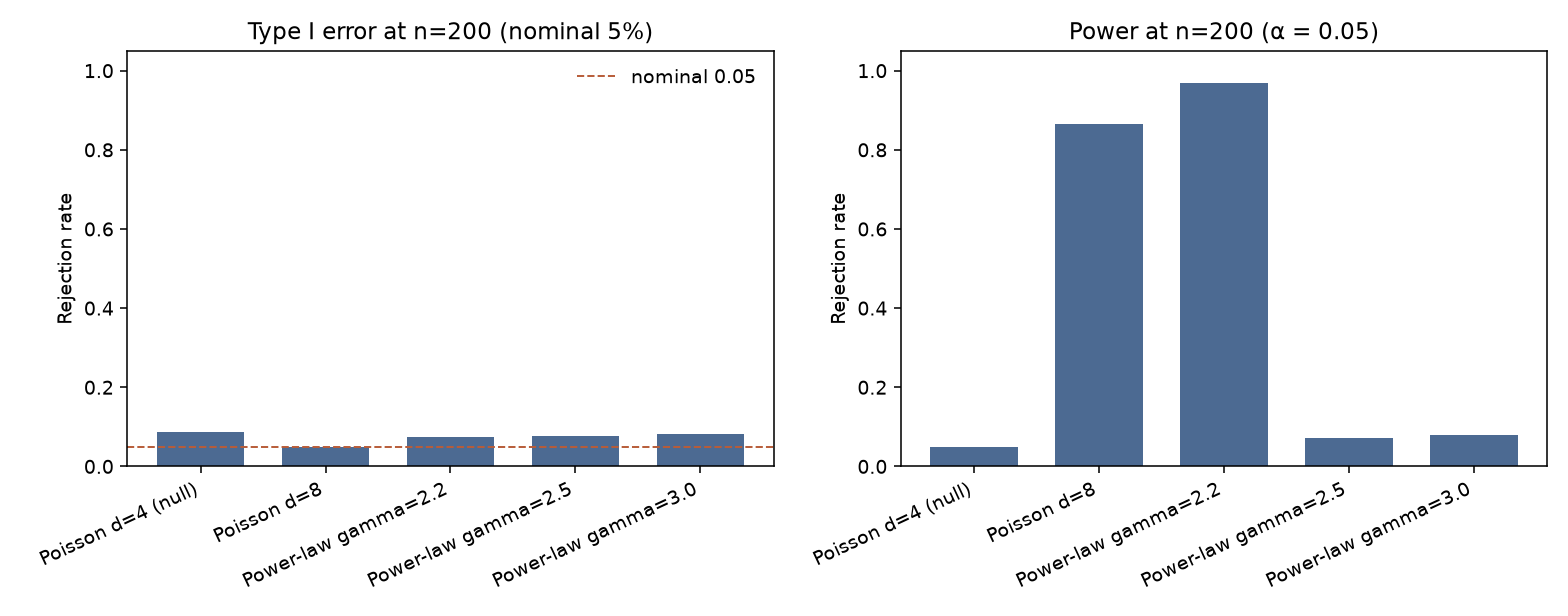 Type I error at n=200 (nominal 5%)
Rejection rate
1.0
0.8
0.6
0.4
0.2
0.0
nominal 0.05
Poisson d=4 (null)
Poisson d=8
Power-law gamma=2.2
Power-law gamma=2.5
Power-law gamma=3.0
Power at n=200 (α = 0.05)
Rejection rate
1.0
0.8
0.6
0.4
0.2
0.0
Poisson d=4 (null)
Poisson d=8
Power-law gamma=2.2
Power-law gamma=2.5
Power-law gamma=3.0